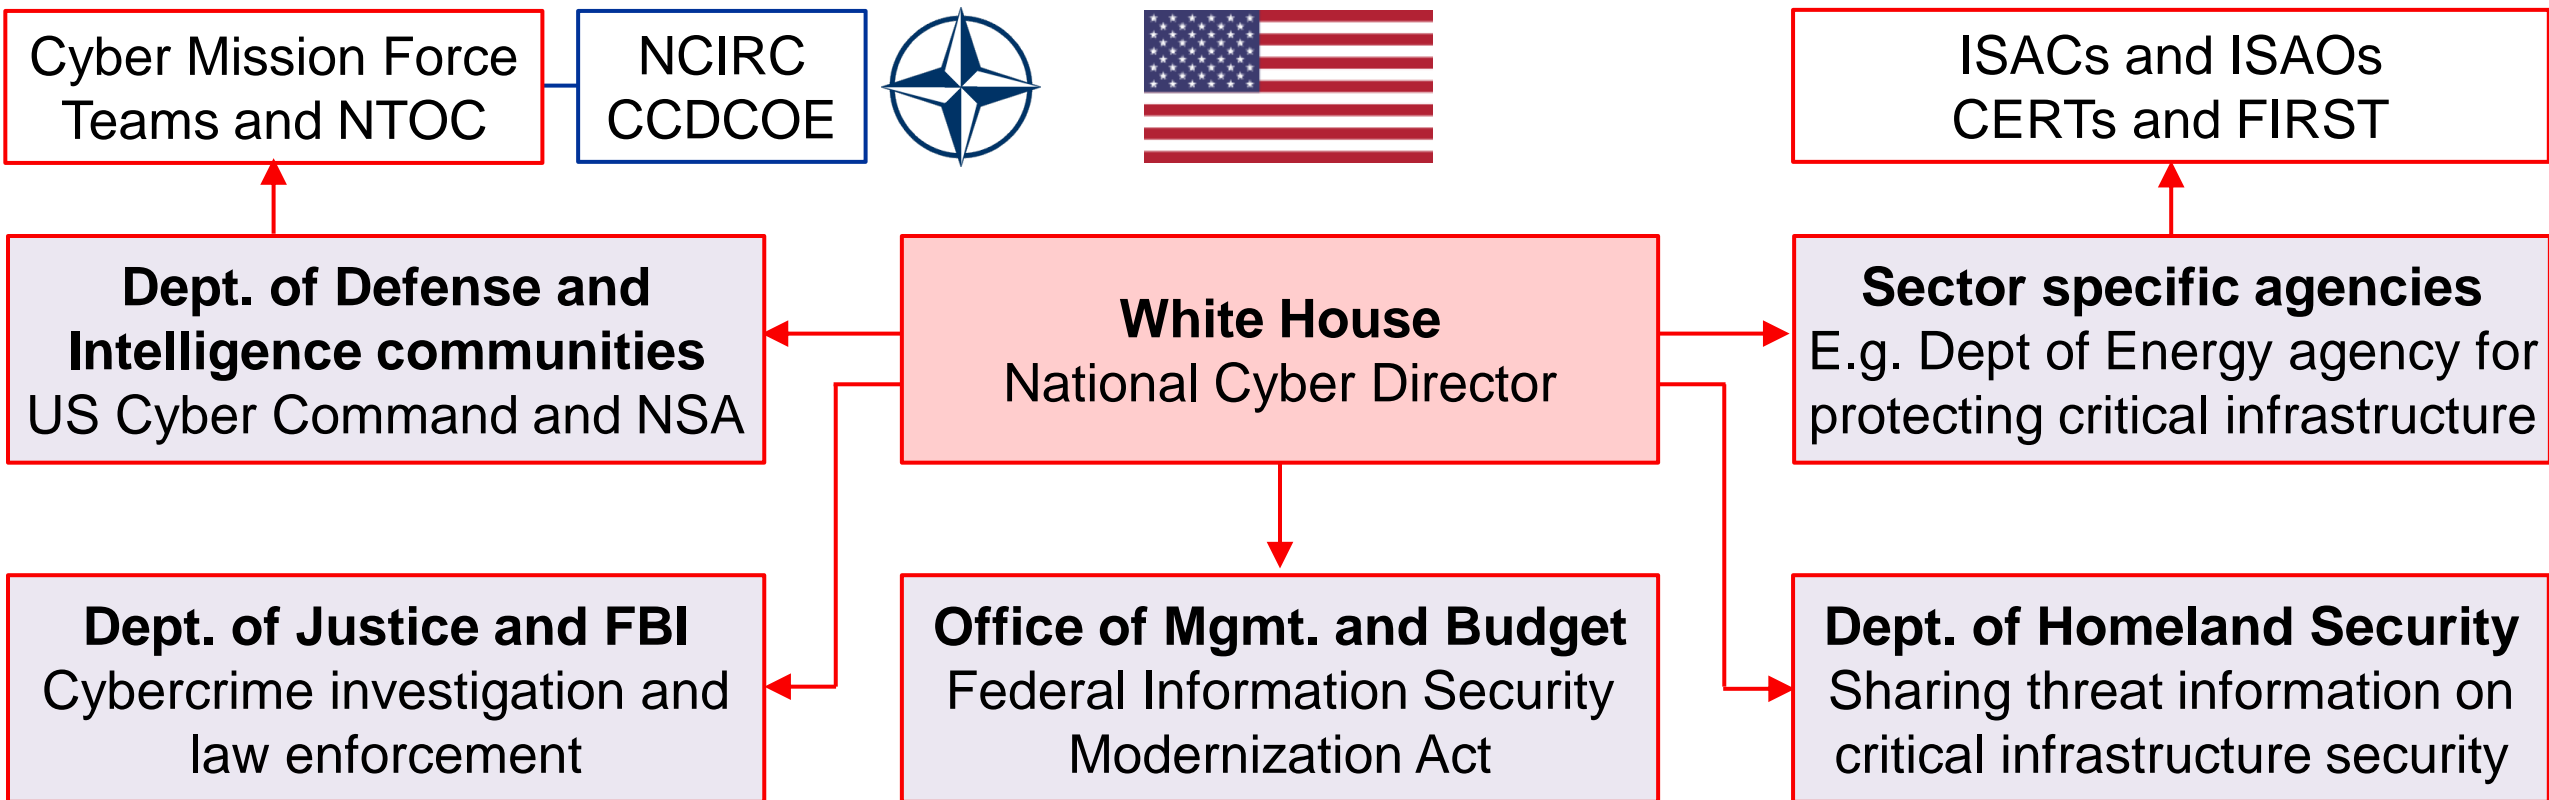 Cyber Mission Force
Teams and NTOC
NCIRC
CCDCOE
ISACs and ISAOs
CERTs and FIRST
Dept. of Defense and
Intelligence communities
US Cyber Command and NSA
White House
National Cyber Director
Sector specific agencies
E.g. Dept of Energy agency for
protecting critical infrastructure
Dept. of Justice and FBI
Cybercrime investigation and
law enforcement
Office of Mgmt. and Budget
Federal Information Security
Modernization Act
Dept. of Homeland Security
Sharing threat information on
critical infrastructure security